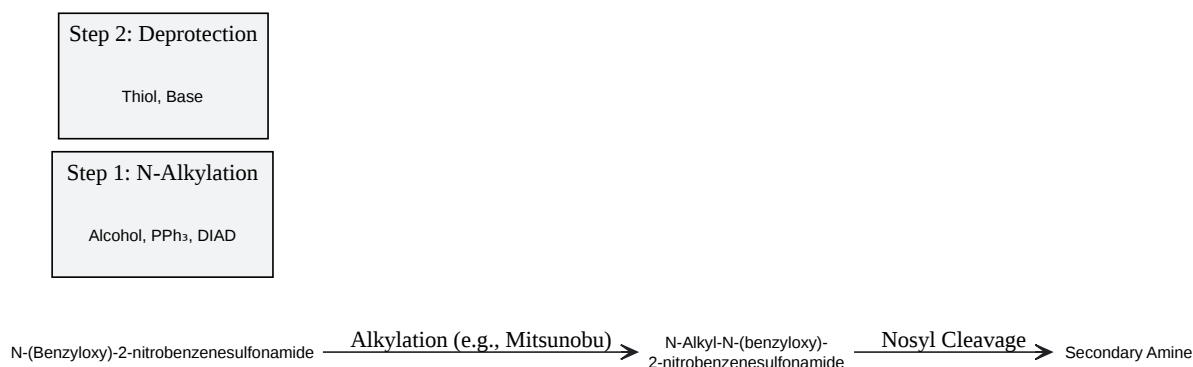 Step 2: Deprotection
Thiol, Base
Step 1: N-Alkylation
Alcohol, PPh₃, DIAD
N-(Benzyloxy)-2-nitrobenzenesulfonamide
Alkylation (e.g., Mitsunobu)
N-Alkyl-N-(benzyloxy)-
2-nitrobenzenesulfonamide
Nosyl Cleavage
Secondary Amine